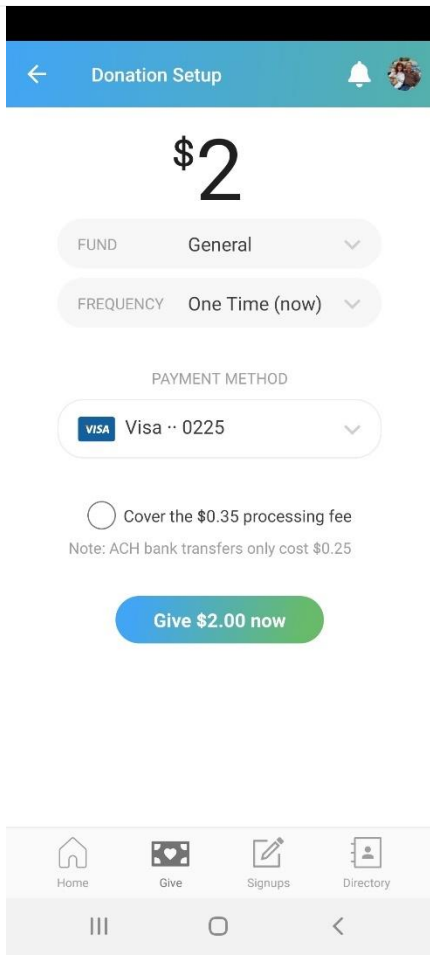 Donation Setup
$2
FUND General
FREQUENCY One Time (now)
PAYMENT METHOD
VISA Visa ·· 0225
Cover the $0.35 processing fee
Note: ACH bank transfers only cost $0.25
Give $2.00 now
Home Give Signups Directory